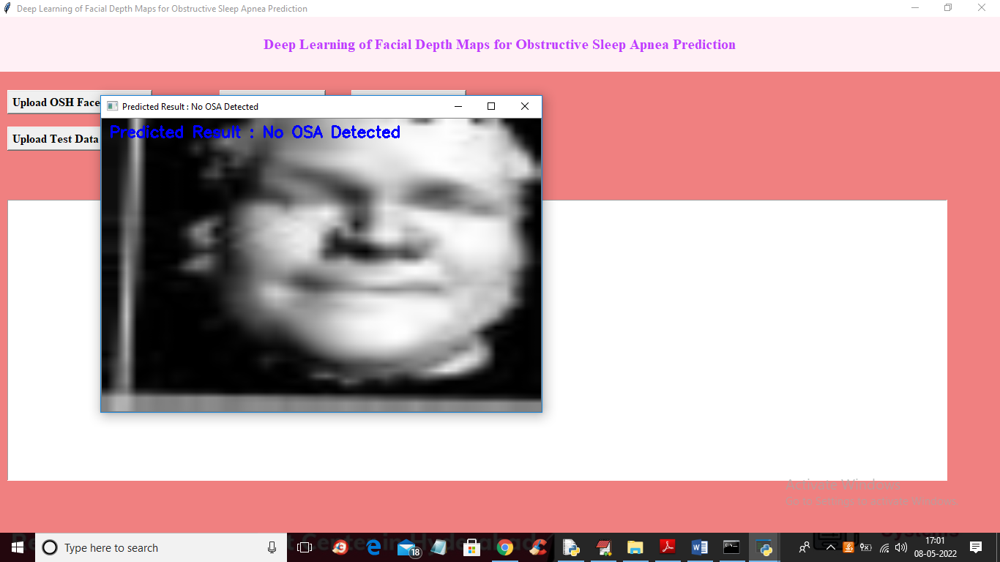 Deep Learning of Facial Depth Maps for Obstructive Sleep Apnea Prediction
Deep Learning of Facial Depth Maps for Obstructive Sleep Apnea Prediction
Upload OSH Face
Predicted Result : No OSA Detected
Predicted Result : No OSA Detected
Upload Test Data
Activate Windows
Go to Settings to activate Windows.
Type here to search
18
17:01
08-05-2022